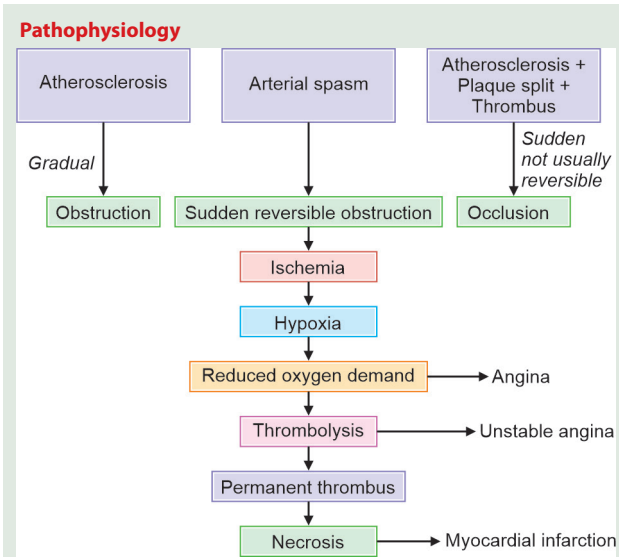 Pathophysiology
Atherosclerosis
Arterial spasm
Atherosclerosis +
Plaque split +
Thrombus
Gradual
Sudden
not usually
reversible
Obstruction
Sudden reversible obstruction
Occlusion
Ischemia
Hypoxia
Reduced oxygen demand
Angina
Thrombolysis
Unstable angina
Permanent thrombus
Necrosis
Myocardial infarction